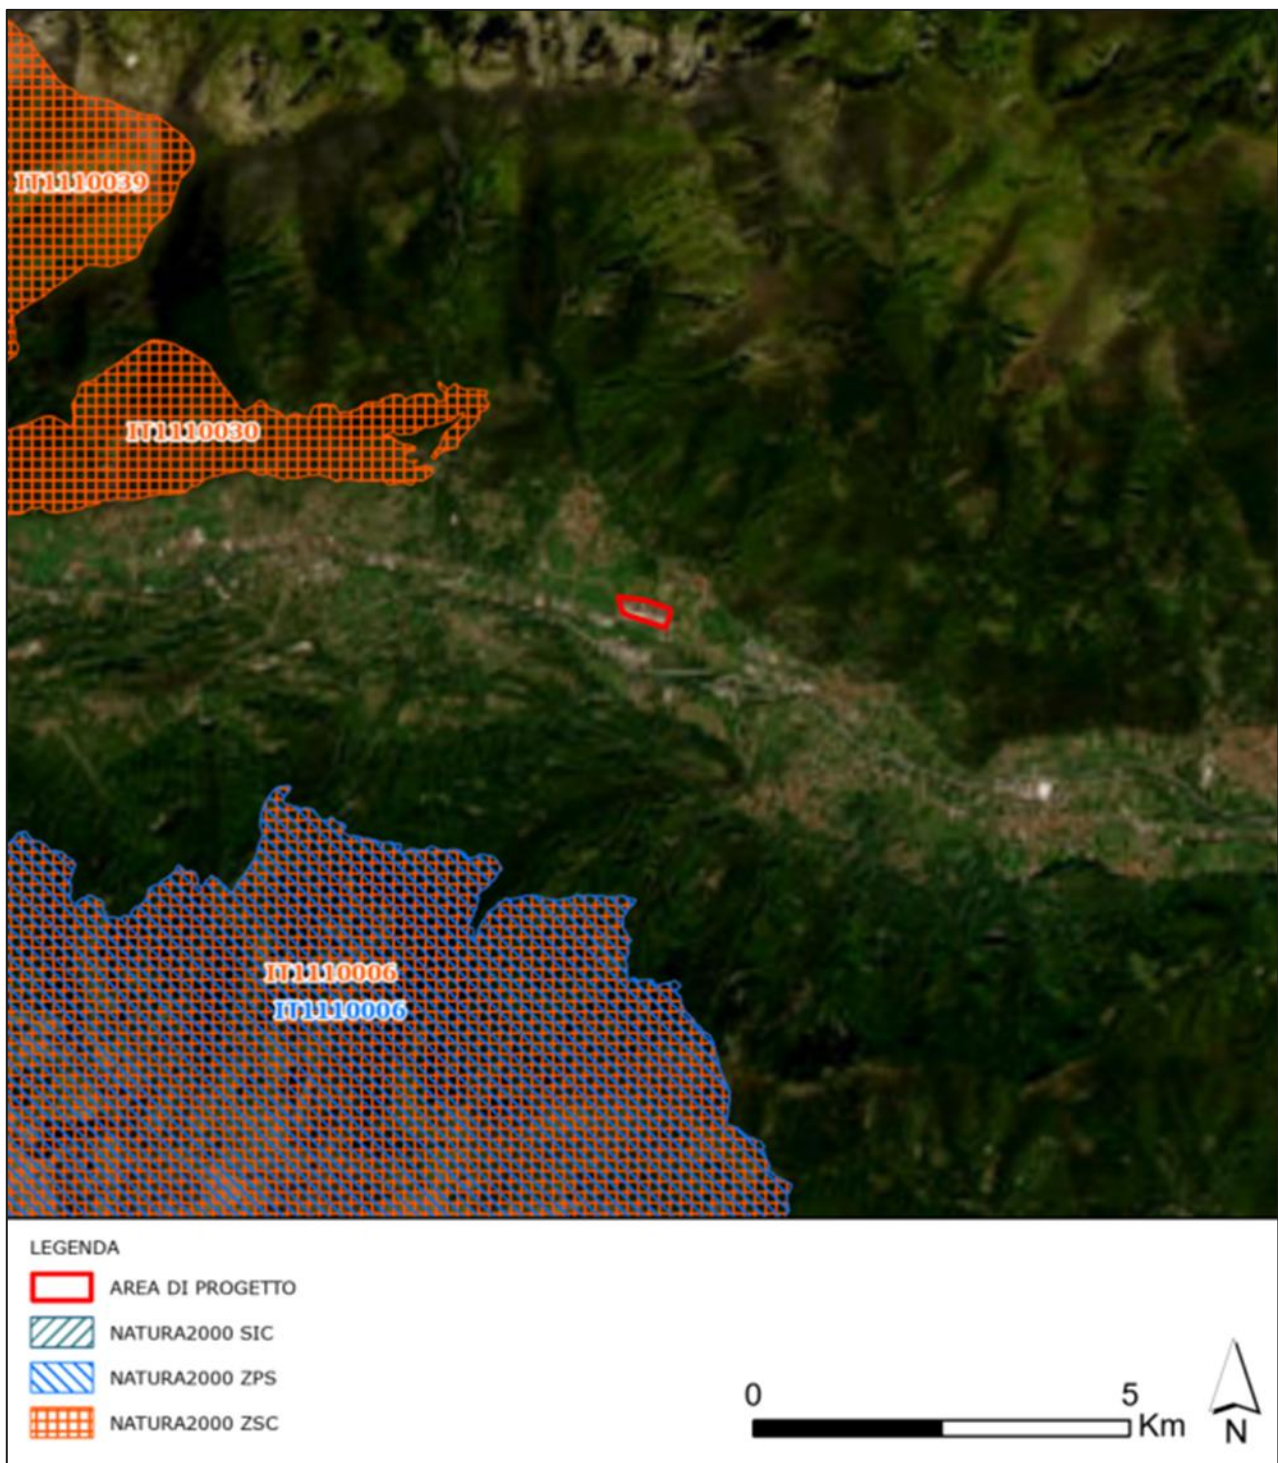 IT1110039
IT1110030
IT1110006
IT1110006
LEGENDA
AREA DI PROGETTO
NATURA2000 SIC
NATURA2000 ZPS
NATURA2000 ZSC
0 5
Km
N